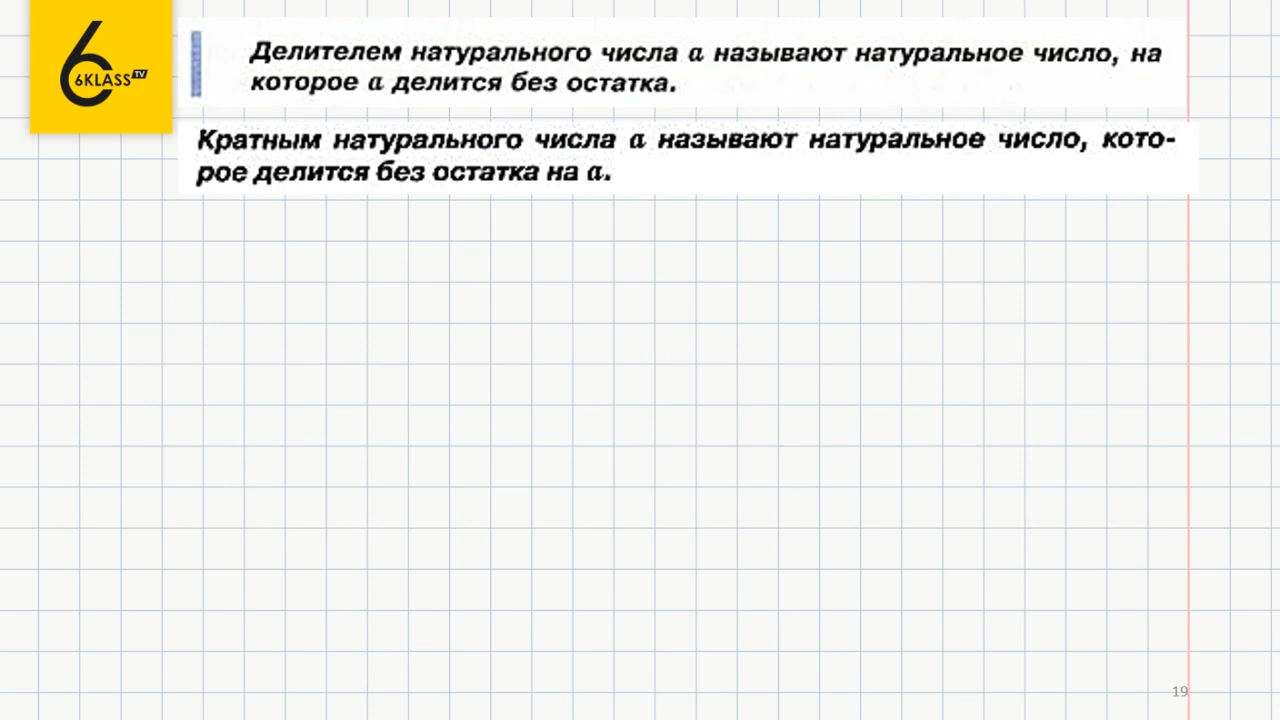 6KLASS TV
Делителем натурального числа a называют натуральное число, на
которое a делится без остатка.
Кратным натурального числа a называют натуральное число, кото-
рое делится без остатка на a.
19